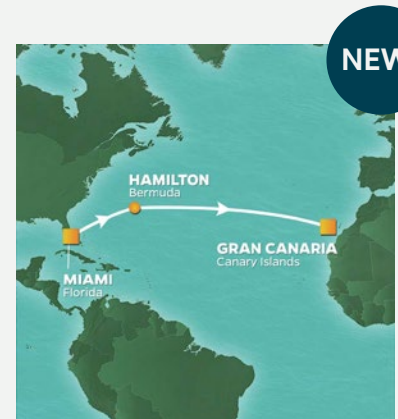 NEW
HAMILTON
Bermuda
GRAN CANARIA
Canary Islands
MIAMI
Florida